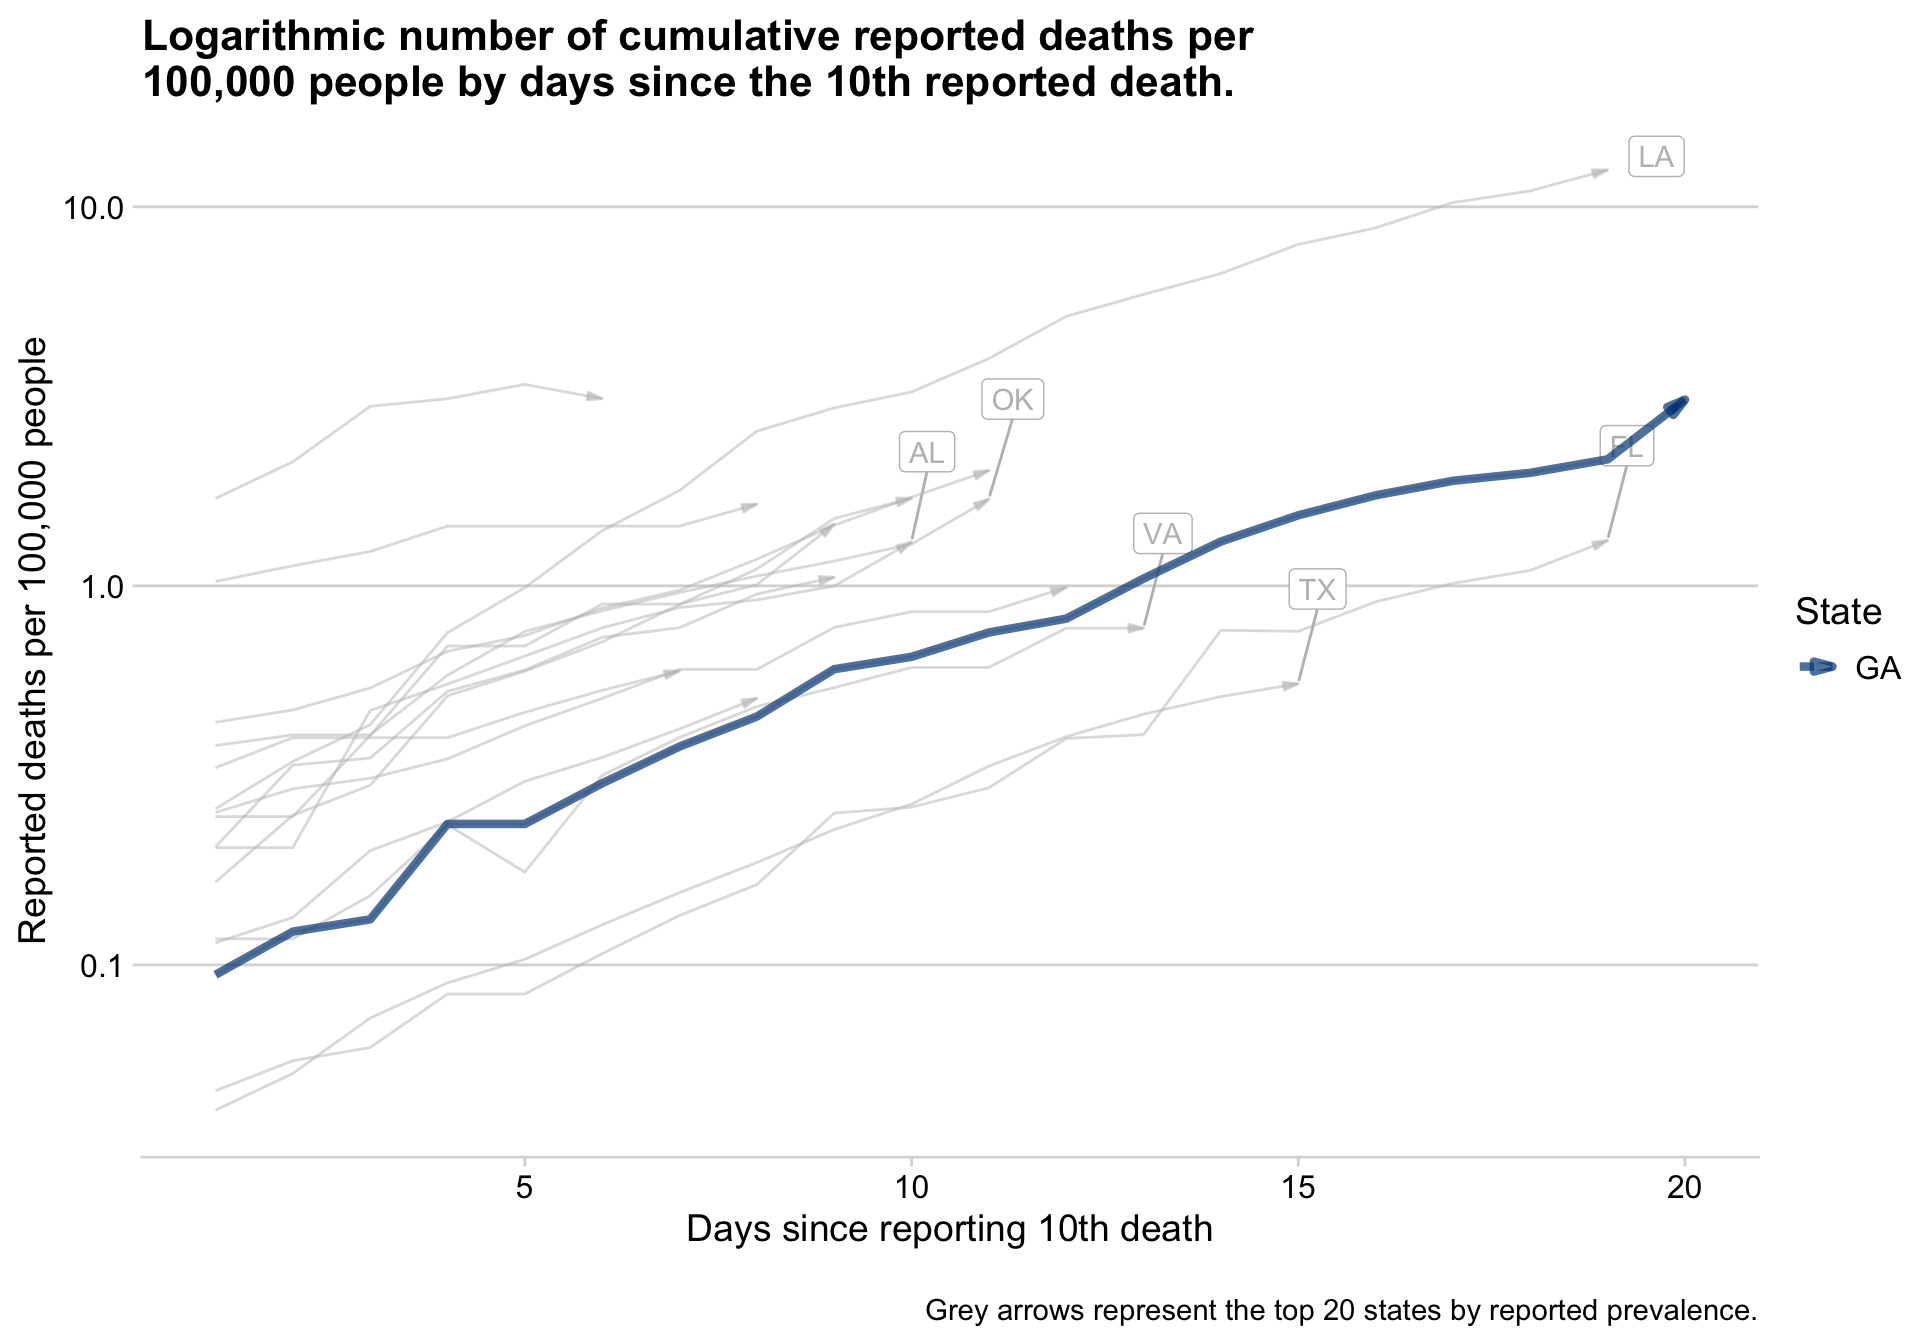 Logarithmic number of cumulative reported deaths per
100,000 people by days since the 10th reported death.
Reported deaths per 100,000 people
10.0
1.0
0.1
LA
OK
AL
FL
VA
TX
State
GA
5
10
15
20
Days since reporting 10th death
Grey arrows represent the top 20 states by reported prevalence.